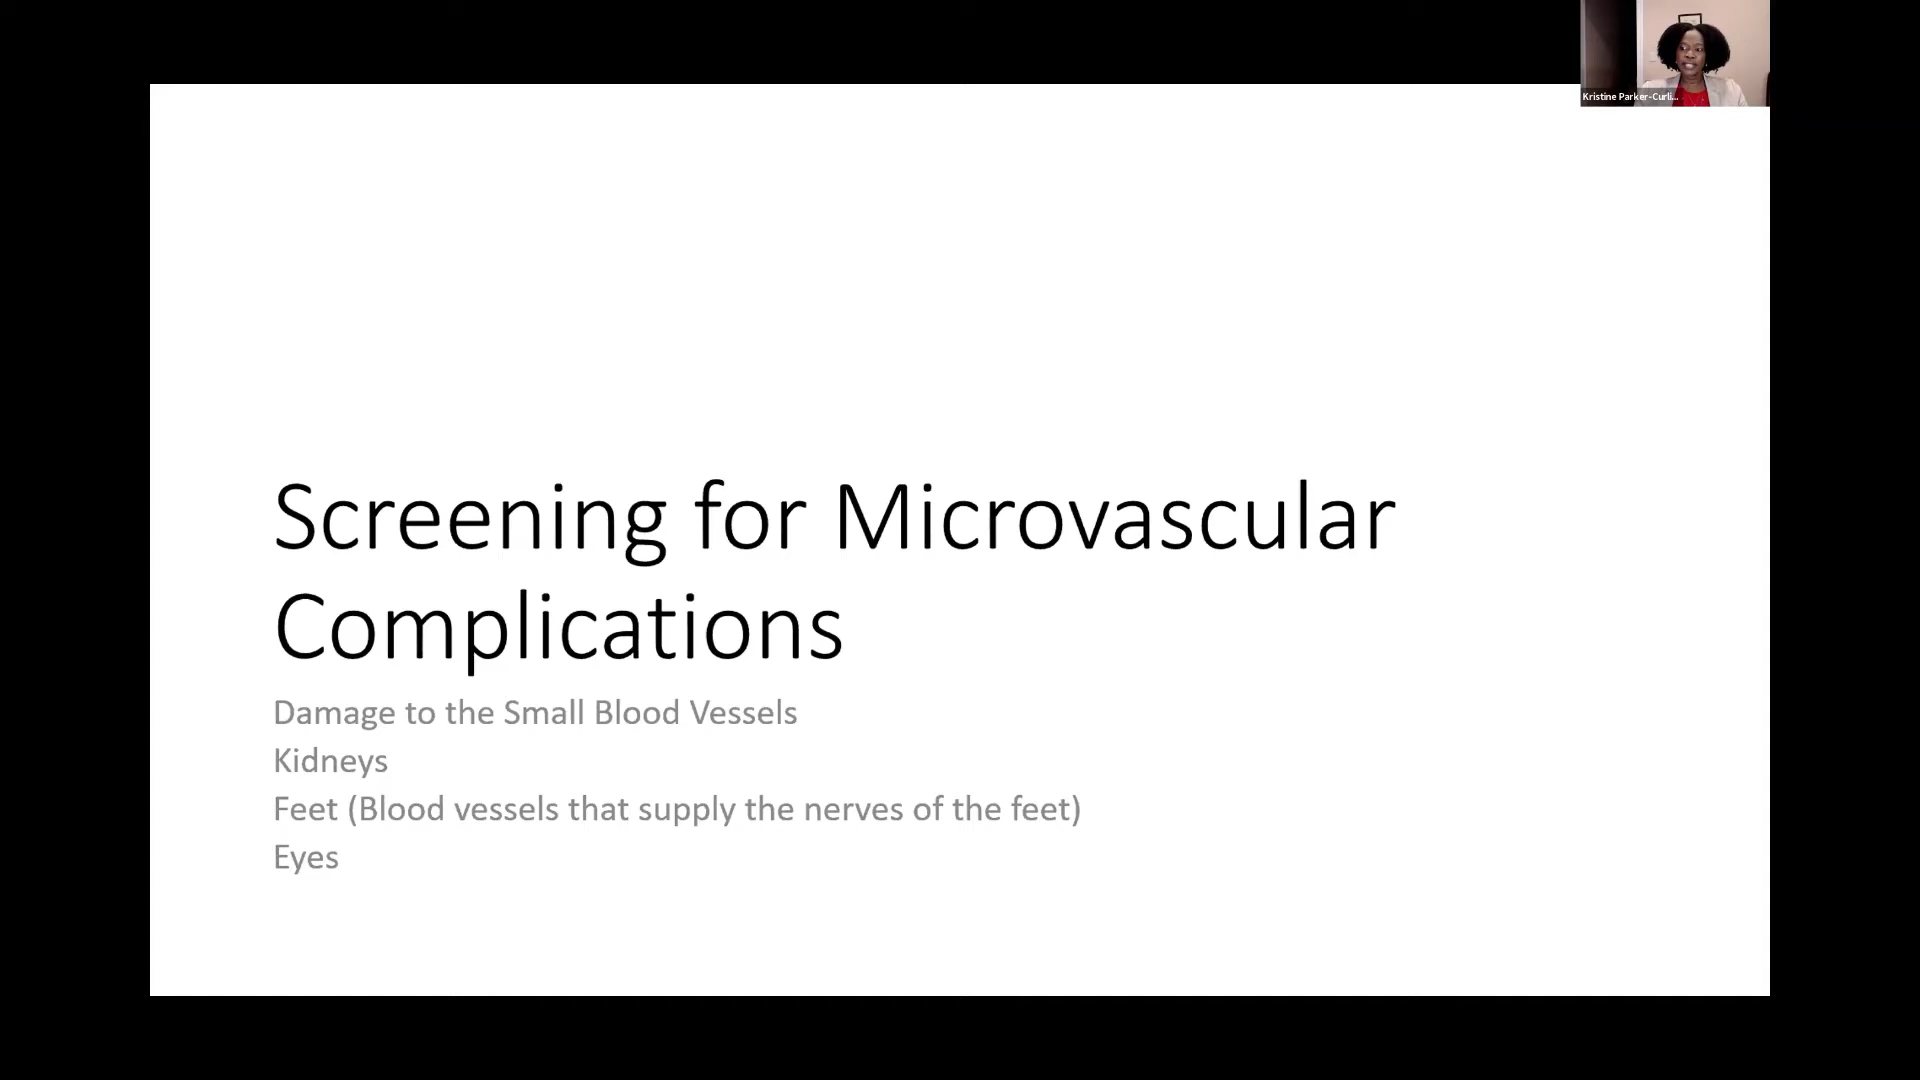 Kristine Parker-Curli...
Screening for Microvascular
Complications
Damage to the Small Blood Vessels
Kidneys
Feet (Blood vessels that supply the nerves of the feet)
Eyes